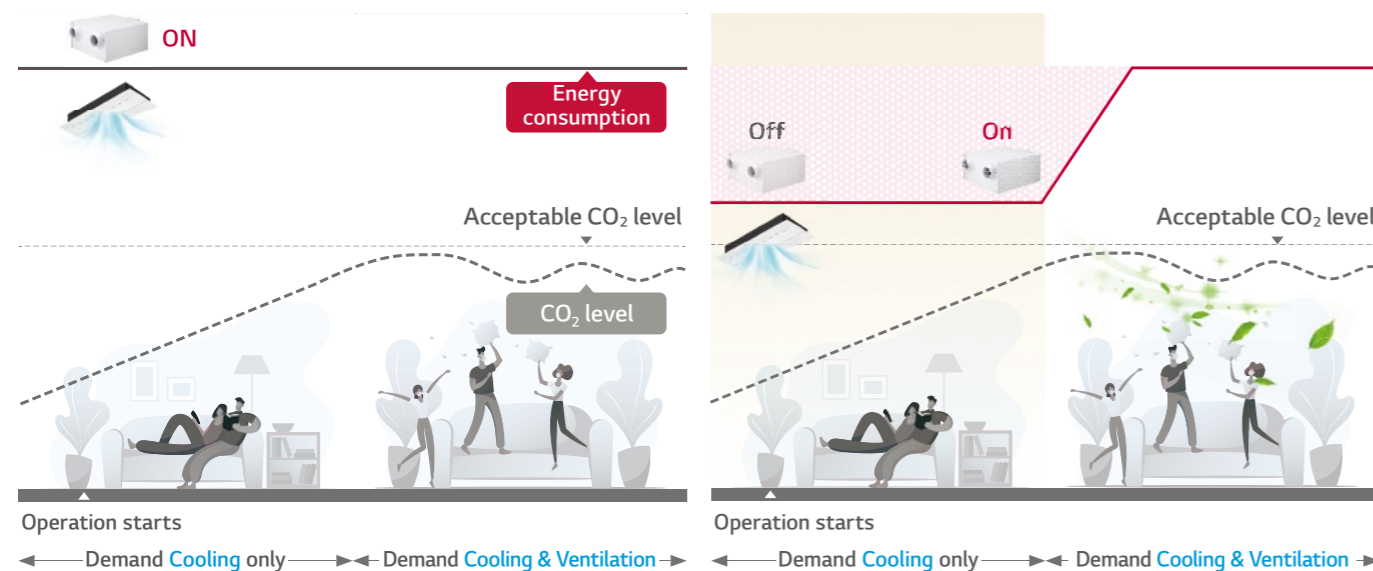 ON
Energy
consumption
Acceptable CO₂ level
CO₂ level
Operation starts
Demand Cooling only
Demand Cooling & Ventilation
Off
On
Acceptable CO₂ level
Operation starts
Demand Cooling only
Demand Cooling & Ventilation